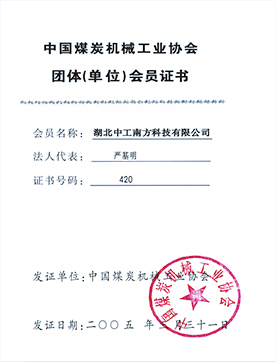 中国煤炭机械工业协会
团体(单位)会员证书
会员名称: 湖北中工南方科技有限公司
法人代表: 严基明
证书号码: 420
发证单位: 中国煤炭机械工业协会
发证日期: 二〇〇五 年 三月三十一日
中国煤炭机械工业协会